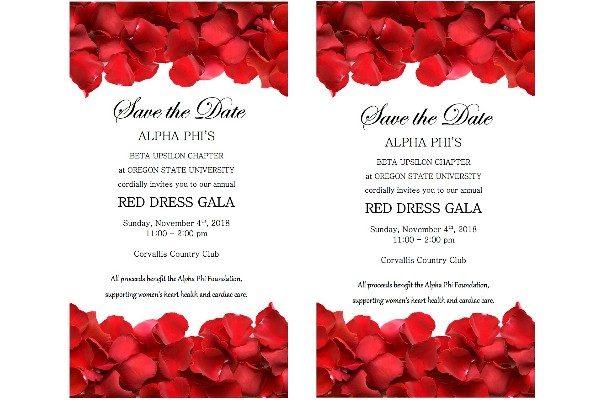 Save the Date
ALPHA PHI'S
BETA UPSILON CHAPTER
at OREGON STATE UNIVERSITY
cordially invites you to our annual
RED DRESS GALA
Sunday, November 4th, 2018
11:00 – 2:00 pm
Corvallis Country Club
All proceeds benefit the Alpha Phi Foundation,
supporting women's heart health and cardiac care.
Save the Date
ALPHA PHI'S
BETA UPSILON CHAPTER
at OREGON STATE UNIVERSITY
cordially invites you to our annual
RED DRESS GALA
Sunday, November 4th, 2018
11:00 – 2:00 pm
Corvallis Country Club
All proceeds benefit the Alpha Phi Foundation,
supporting women's heart health and cardiac care.